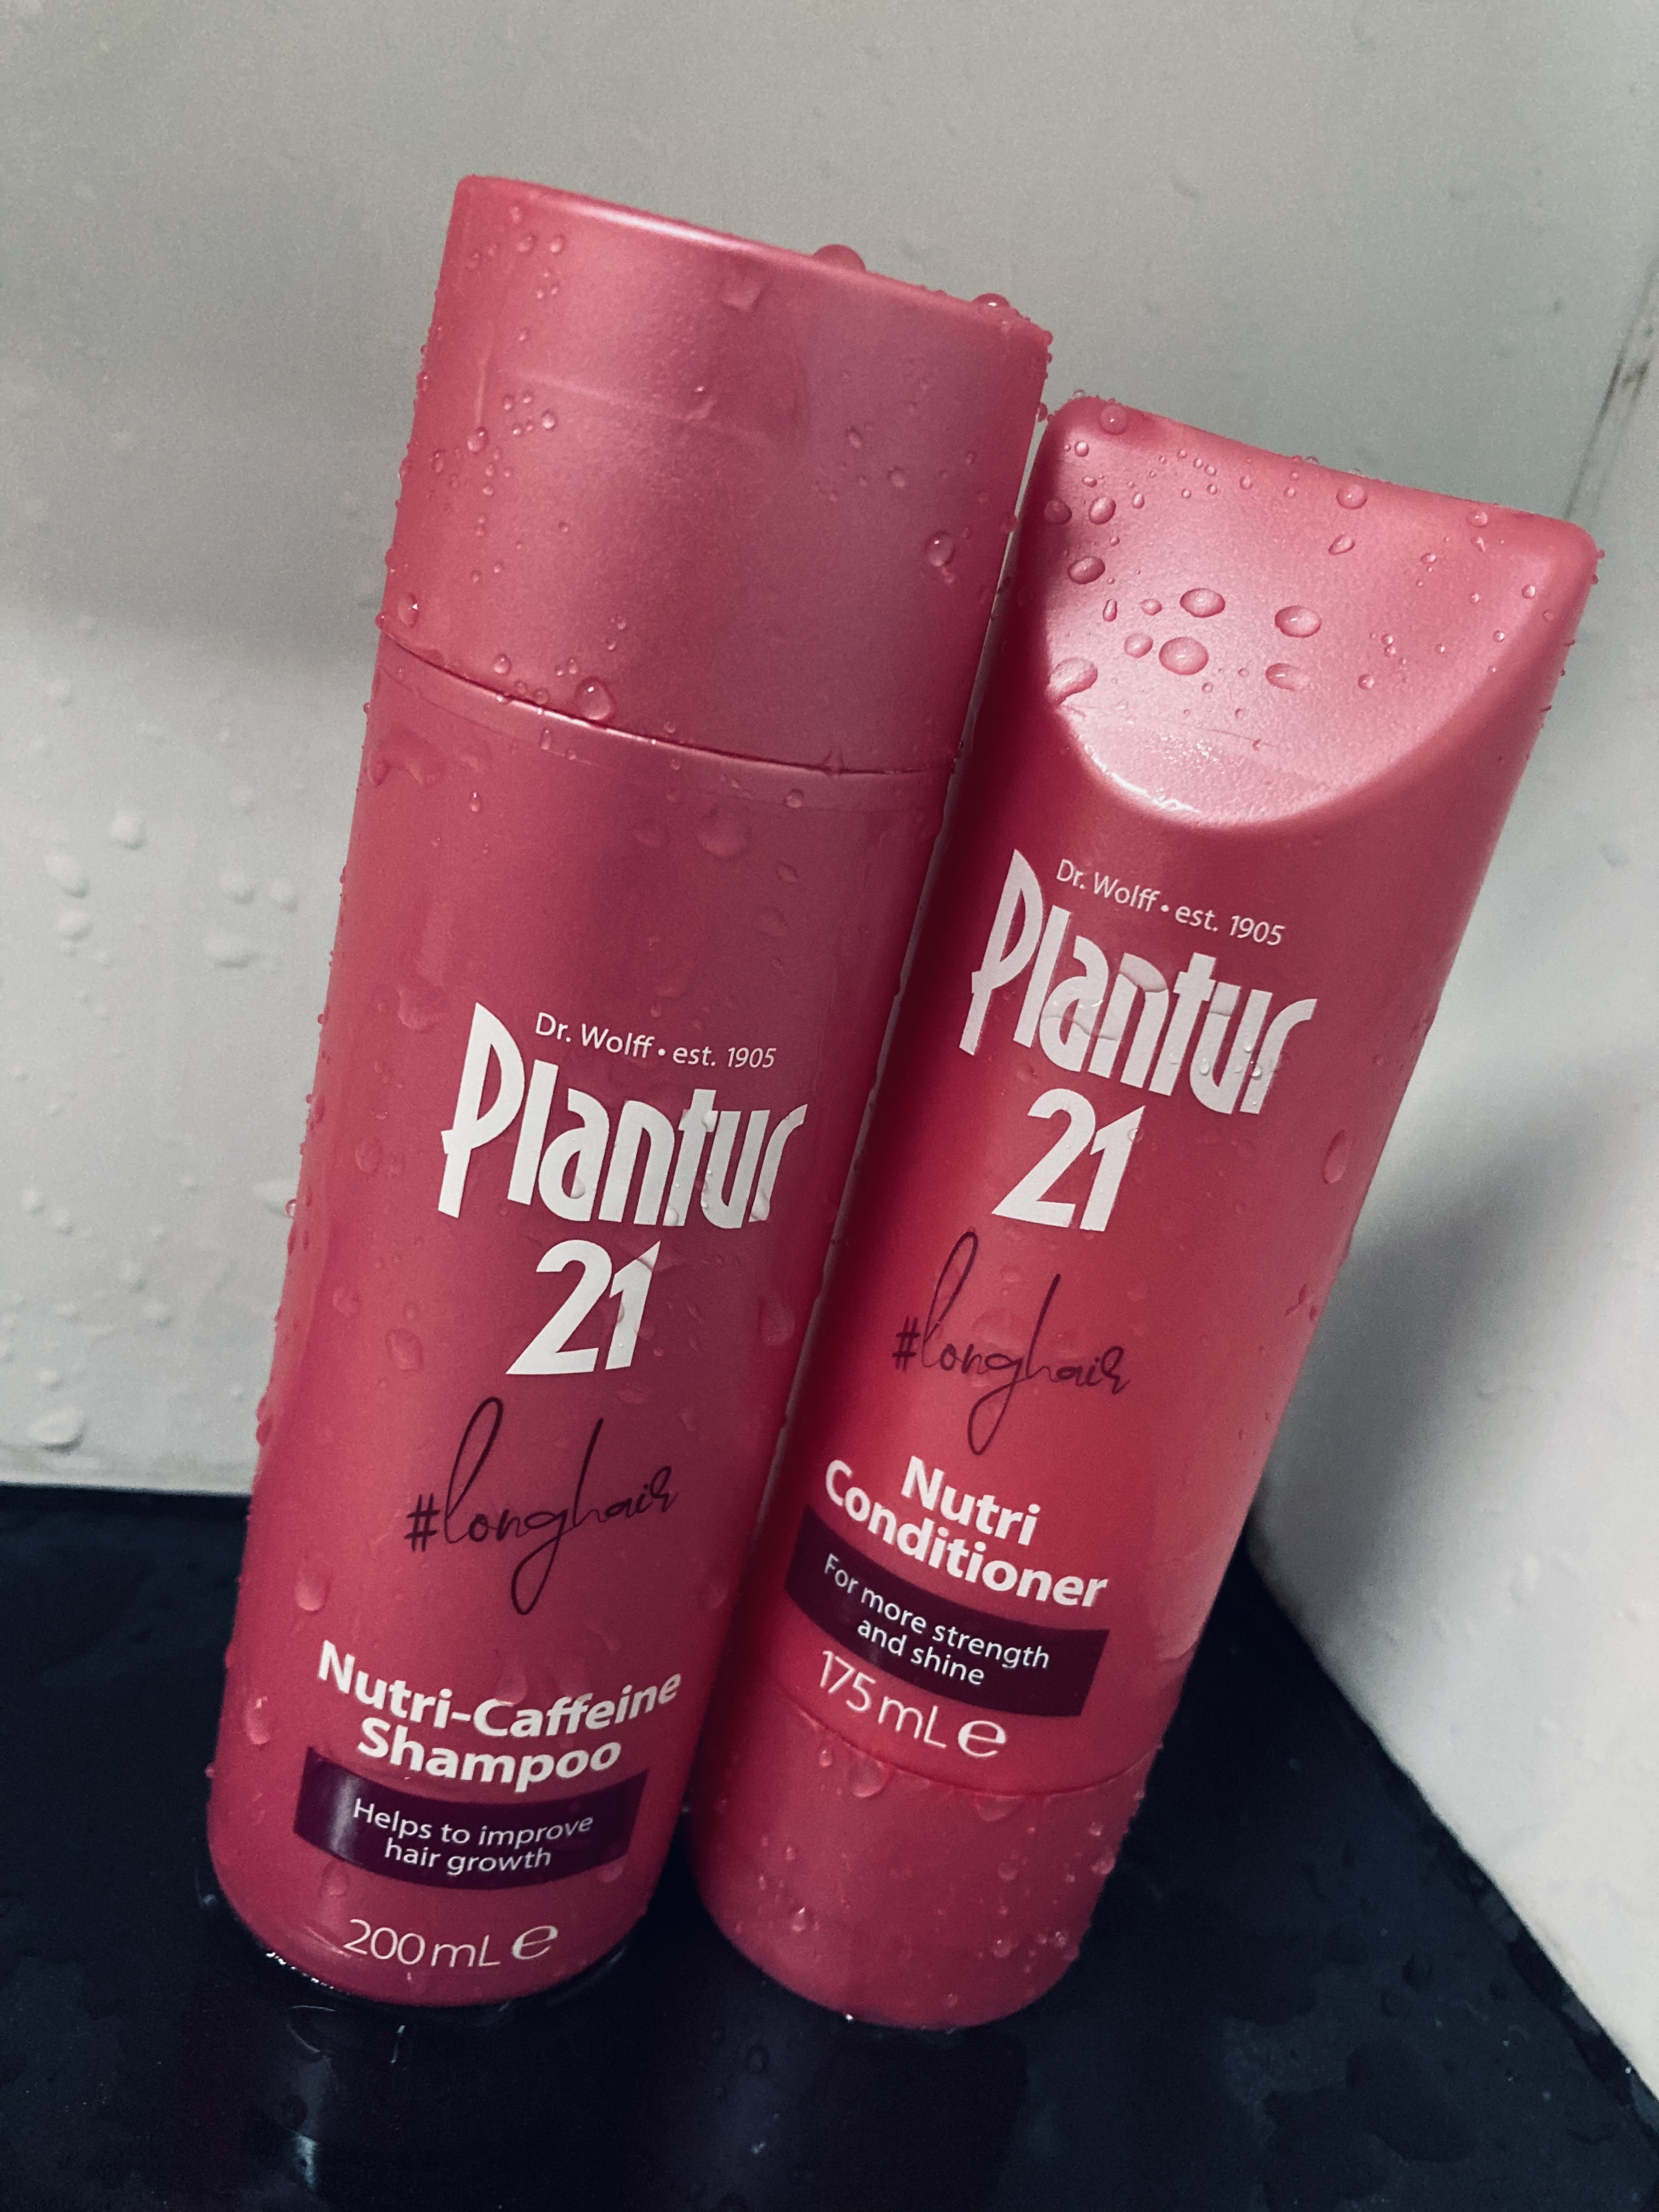 Dr. Wolff • est. 1905
Plantur
21
#longhair
Nutri-Caffeine
Shampoo
Helps to improve
hair growth
200 mL ℮
Dr. Wolff • est. 1905
Plantur
21
#longhair
Nutri
Conditioner
For more strength
and shine
175 mL ℮